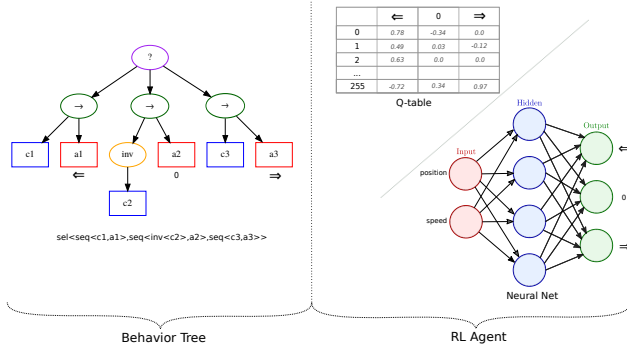 ?
→ → →
c1 a1 inv a2 c3 a3
⇐ 0 ⇒
c2
sel<seq<c1,a1>,seq<inv<c2>,a2>,seq<c3,a3>>
Behavior Tree
⇐ 0 ⇒
0 0.78 -0.34 0.0
1 0.49 0.03 -0.12
2 0.63 0.0 0.0
...
255 -0.72 0.34 0.97
Q-table
Hidden
Input
Output
position
speed
⇐
0
⇒
Neural Net
RL Agent